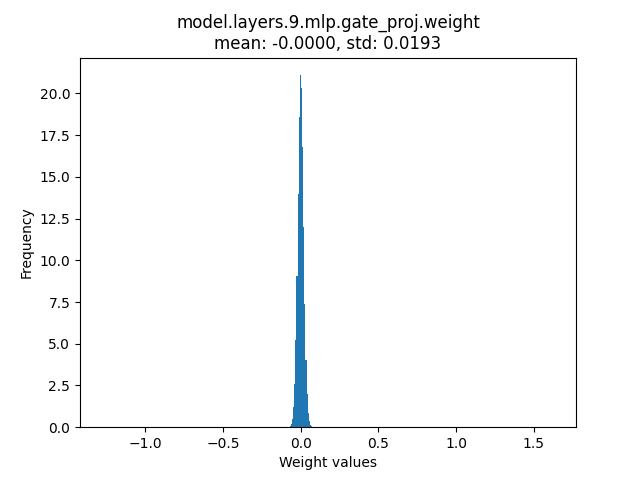 model.layers.9.mlp.gate_proj.weight
mean: -0.0000, std: 0.0193
20.0
17.5
15.0
12.5
10.0
7.5
5.0
2.5
0.0
Frequency
−1.0 −0.5 0.0 0.5 1.0 1.5
Weight values